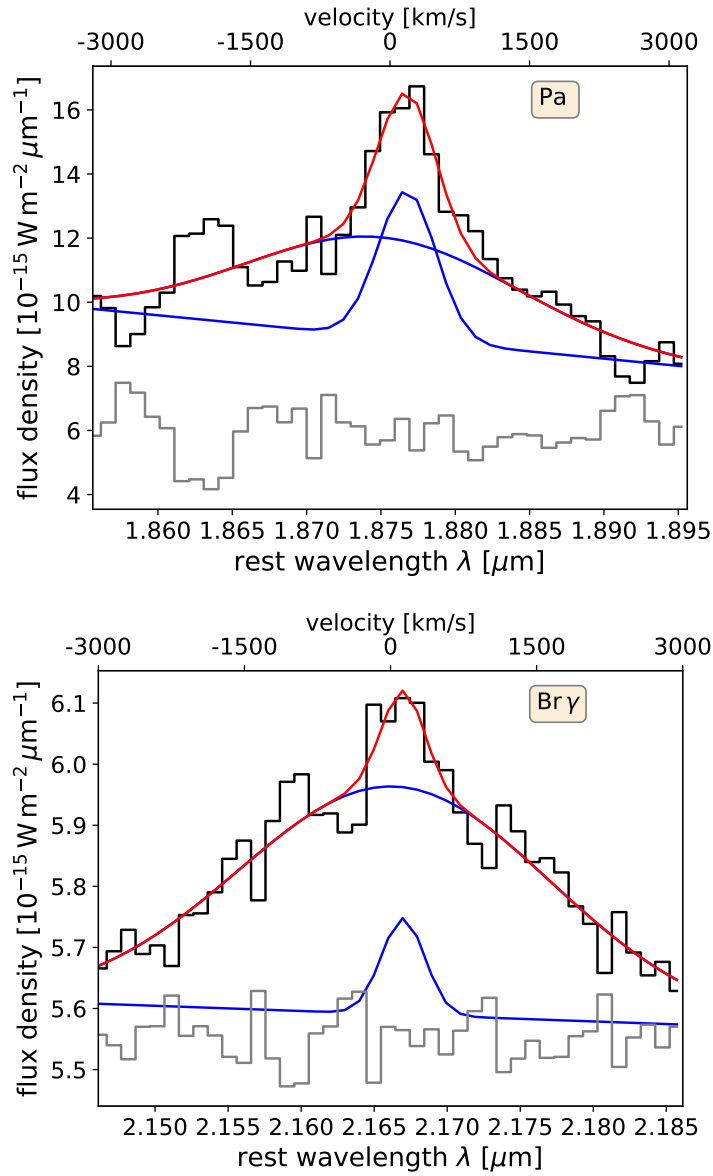 velocity [km/s]
-3000 -1500 0 1500 3000
Pa
16
14
12
10
8
6
4
flux density [10⁻¹⁵ W m⁻² μm⁻¹]
1.860 1.865 1.870 1.875 1.880 1.885 1.890 1.895
rest wavelength λ [μm]
velocity [km/s]
-3000 -1500 0 1500 3000
Br γ
6.1
6.0
5.9
5.8
5.7
5.6
5.5
flux density [10⁻¹⁵ W m⁻² μm⁻¹]
2.150 2.155 2.160 2.165 2.170 2.175 2.180 2.185
rest wavelength λ [μm]